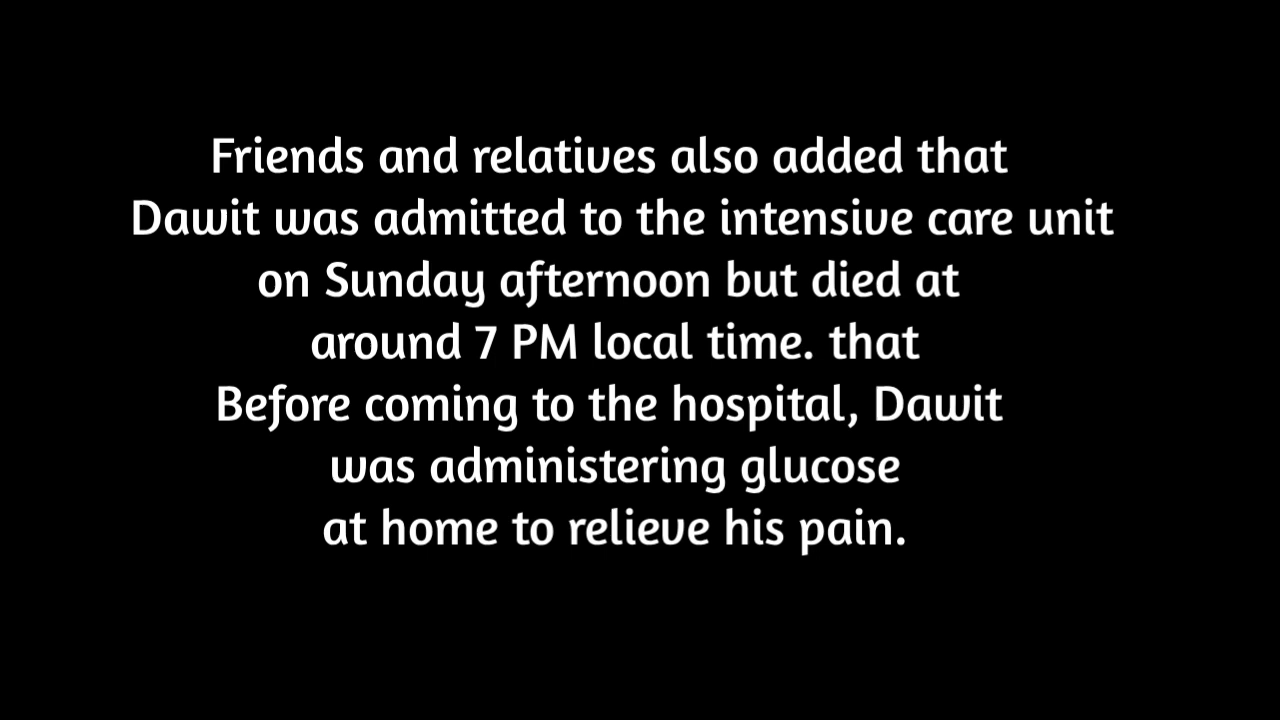 Friends and relatives also added that
Dawit was admitted to the intensive care unit
on Sunday afternoon but died at
around 7 PM local time. that
Before coming to the hospital, Dawit
was administering glucose
at home to relieve his pain.